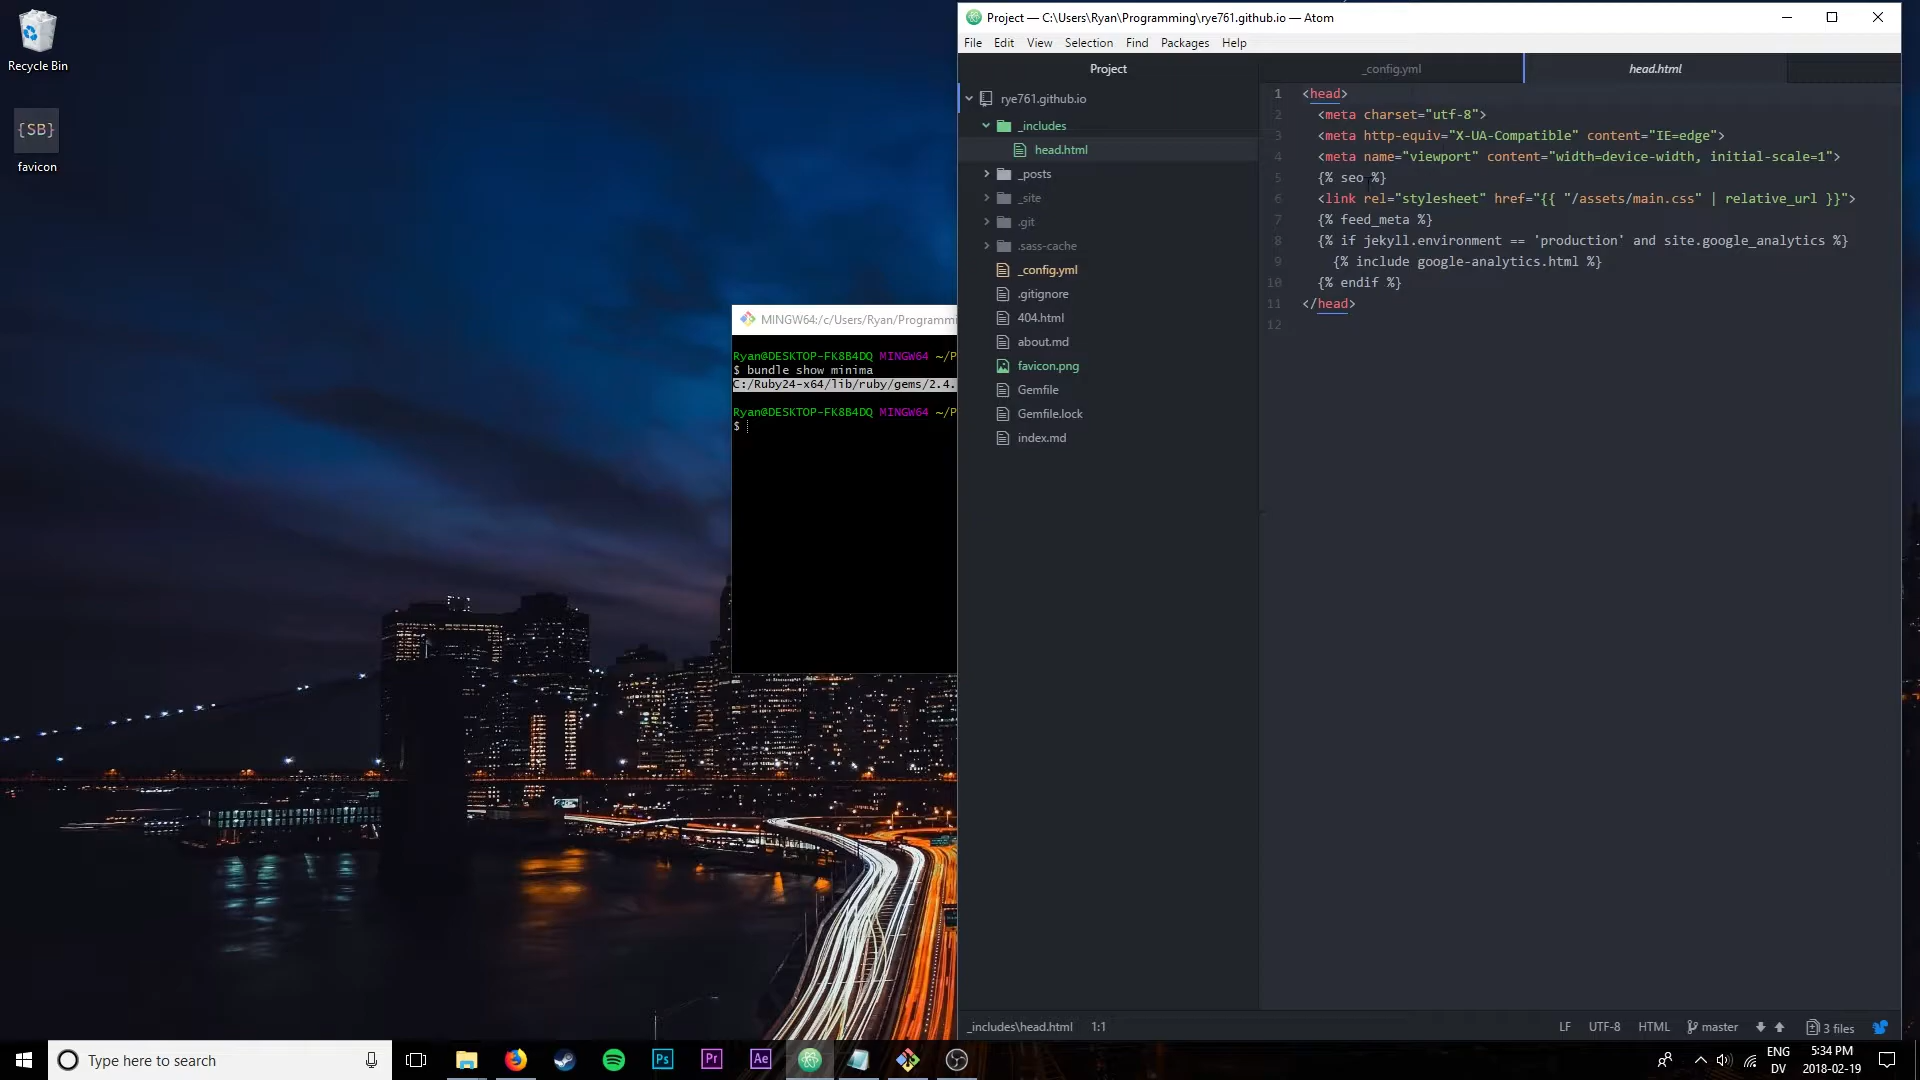 Recycle Bin
{SB}
favicon
MINGW64:/c/Users/Ryan/Programmi
Ryan@DESKTOP-FK8B4DQ MINGW64 ~/P
$ bundle show minima
C:/Ruby24-x64/lib/ruby/gems/2.4.
Ryan@DESKTOP-FK8B4DQ MINGW64 ~/P
$
Project — C:\Users\Ryan\Programming\rye761.github.io — Atom
File Edit View Selection Find Packages Help
Project
rye761.github.io
_includes
head.html
_posts
_site
.git
.sass-cache
_config.yml
.gitignore
404.html
about.md
favicon.png
Gemfile
Gemfile.lock
index.md
_config.yml head.html
1 <head>
2 <meta charset="utf-8">
3 <meta http-equiv="X-UA-Compatible" content="IE=edge">
4 <meta name="viewport" content="width=device-width, initial-scale=1">
5 {% seo %}
6 <link rel="stylesheet" href="{{ "/assets/main.css" | relative_url }}">
7 {% feed_meta %}
8 {% if jekyll.environment == 'production' and site.google_analytics %}
9 {% include google-analytics.html %}
10 {% endif %}
11 </head>
12
_includes\head.html 1:1 LF UTF-8 HTML master 3 files
Type here to search
Ps Pr Ae
ENG
DV
5:34 PM
2018-02-19